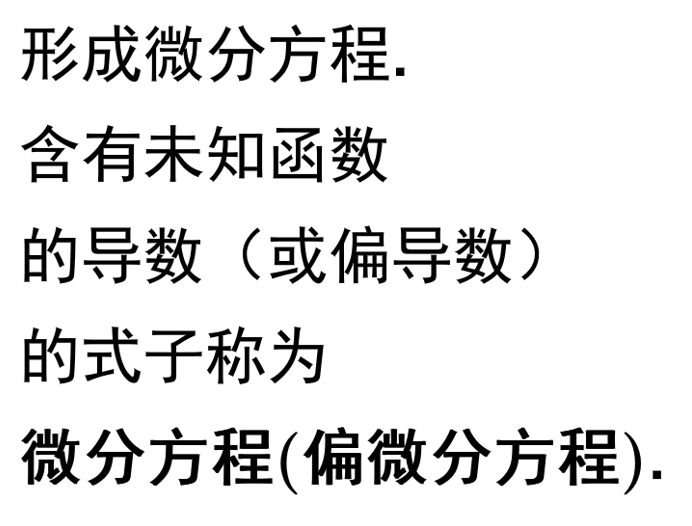 形成微分方程.
含有未知函数
的导数（或偏导数）
的式子称为
微分方程(偏微分方程).